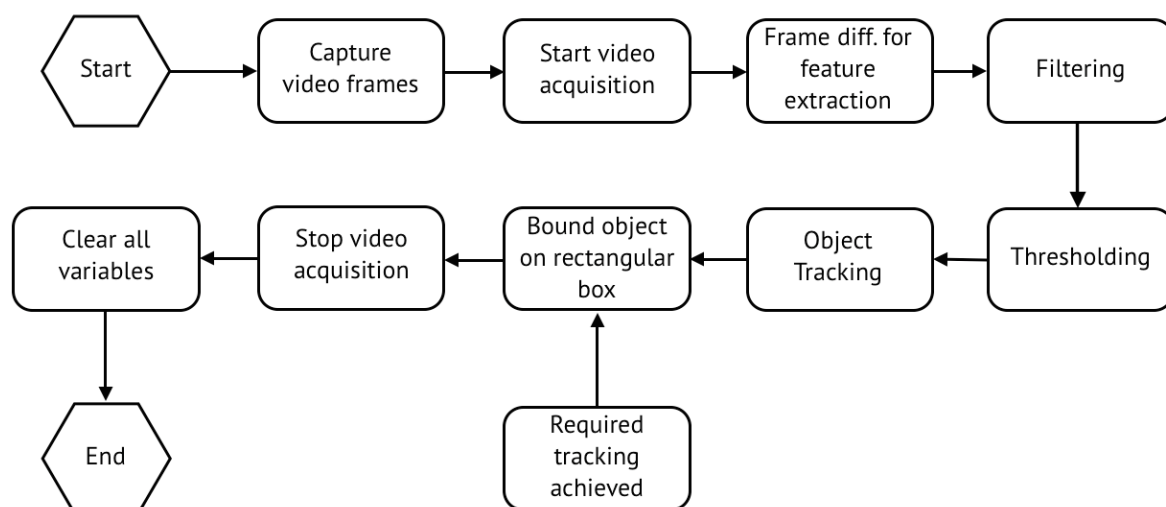 Start
Capture
video frames
Start video
acquisition
Frame diff. for
feature
extraction
Filtering
Clear all
variables
Stop video
acquisition
Bound object
on rectangular
box
Object
Tracking
Thresholding
End
Required
tracking
achieved